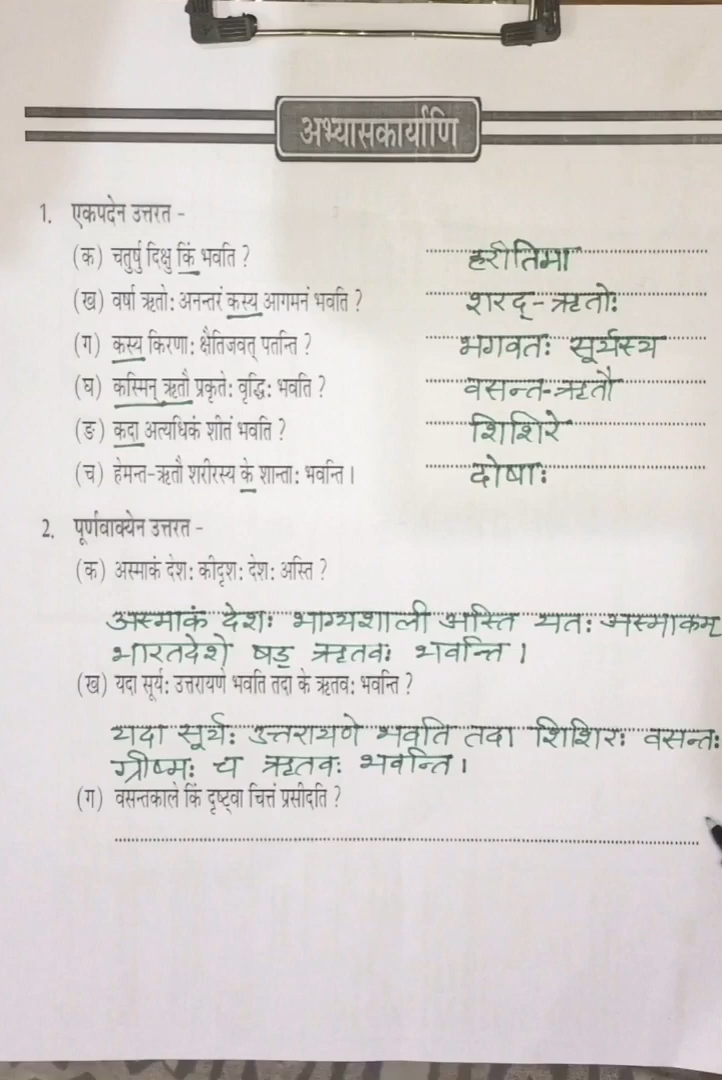 अभ्यासकार्याणि
1. एकपदेन उत्तरत -
(क) चतुर्षु दिक्षु किं भवति ? हरीतिमा
(ख) वर्षा ऋतोः अनन्तरं कस्य आगमनं भवति ? शरद्-ऋतोः
(ग) कस्य किरणाः क्षैतिजवत् पतन्ति ? भगवतः सूर्यस्य
(घ) कस्मिन् ऋतौ प्रकृतेः वृद्धिः भवति ? वसन्त-ऋतौ
(ङ) कदा अत्यधिकं शीतं भवति ? शिशिरे
(च) हेमन्त-ऋतौ शरीरस्य के शान्ताः भवन्ति । दोषाः
2. पूर्णवाक्येन उत्तरत -
(क) अस्माकं देशः कीदृशः देशः अस्ति ?
अस्माकं देशः भाग्यशाली अस्ति यतः अस्माकम्
भारतदेशे षड् ऋतवः भवन्ति ।
(ख) यदा सूर्यः उत्तरायणे भवति तदा के ऋतवः भवन्ति ?
यदा सूर्यः उत्तरायणे भवति तदा शिशिरः वसन्तः
ग्रीष्मः च ऋतवः भवन्ति ।
(ग) वसन्तकाले किं दृष्ट्वा चित्तं प्रसीदति ?